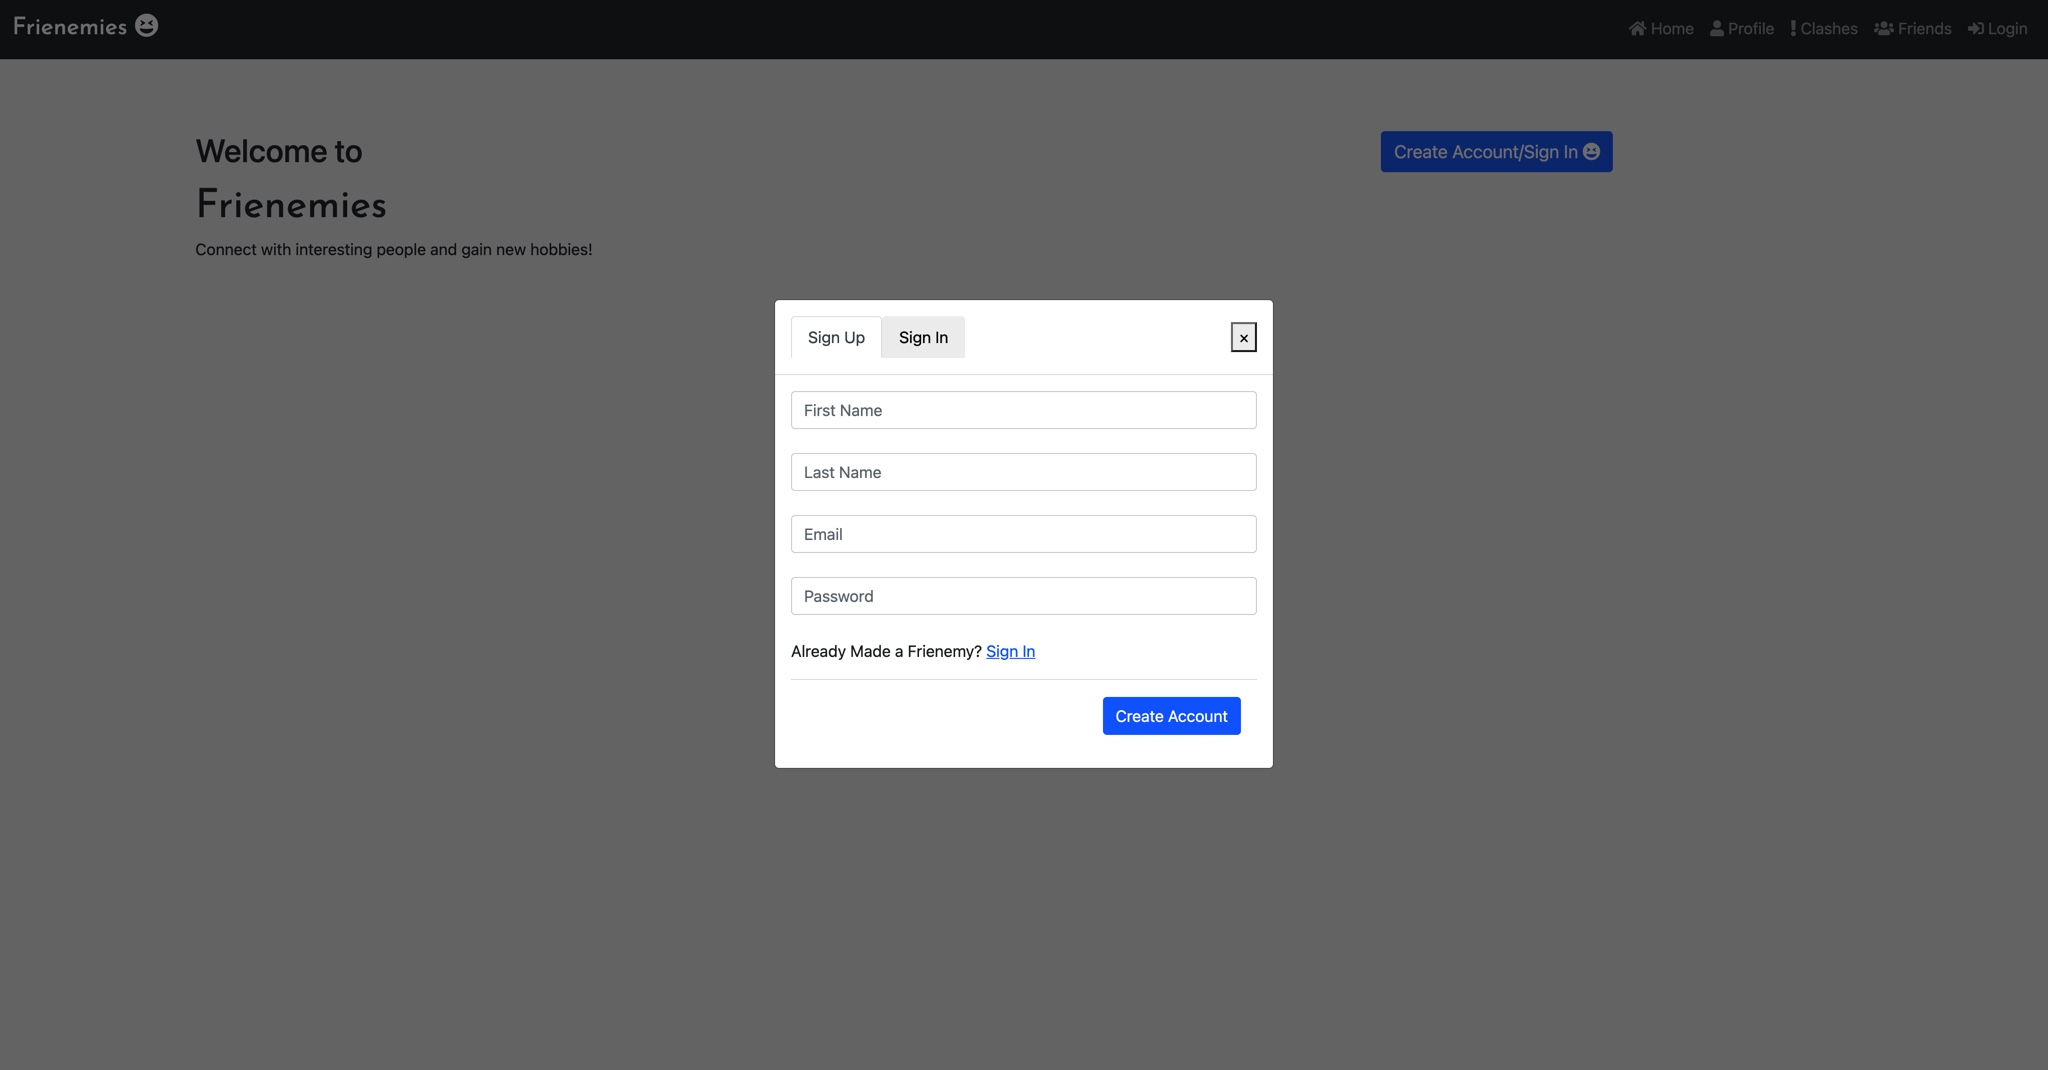 Frienemies
Home Profile Clashes Friends Login
Welcome to
Frienemies
Connect with interesting people and gain new hobbies!
Create Account/Sign In
Sign Up Sign In ×
First Name
Last Name
Email
Password
Already Made a Frienemy? Sign In
Create Account